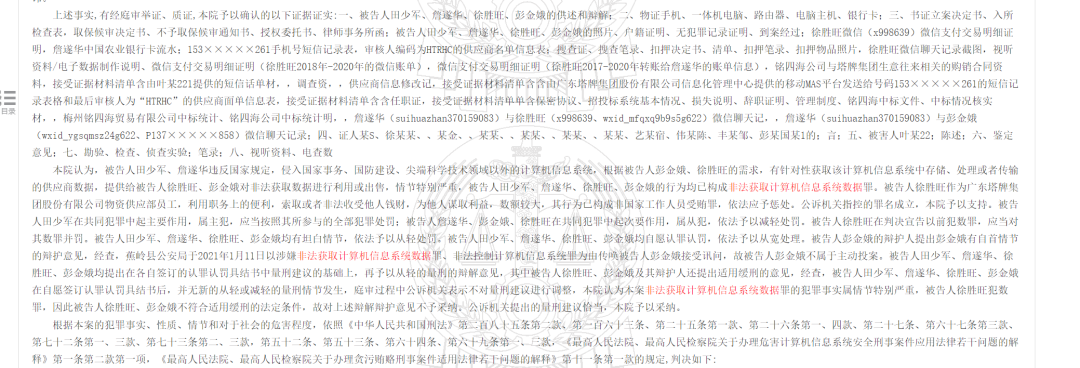 上述事实,有经庭审举证、质证,本院予以确认的以下证据证实:一、被告人田少军、詹遂华、徐胜旺、彭金娥的供述和辩解;二、物证手机、一体机电脑、路由器、电脑主机、银行卡;三、书证立案决定书、入所
检查表,取保候审决定书、不予取保候审通知书、授权委托书、律师事务所函;被告人田少军、詹遂华、徐胜旺、彭金娥的照片、户籍证明、无犯罪记录证明、到案经过;徐胜旺微信(x998639)微信支付交易明细证
明,詹遂华中国农业银行卡流水;153×××××261手机号短信记录表,审核人编码为HTRHC的供应商名单信息表;搜查证、搜查笔录、扣押决定书、清单、扣押笔录、扣押物品照片,徐胜旺微信聊天记录截图,视听
资料/电子数据制作说明、微信支付交易明细证明(徐胜旺2018年-2020年的微信账单),微信支付交易明细证明(徐胜旺2017-2020年转账给詹遂华的账单信息),铭四海公司与塔牌集团生意往来相关的购销合同资
料,接受证据材料清单含由叶某221提供的短信话单材,,调查资,,供应商信息修改记,接受证据材料清单含由广东塔牌集团股份有限公司信息化管理中心提供的移动MAS平台发送给号码153×××××261的短信记
录表格和最后审核人为“HTRHC”的供应商面单信息表,接受证据材料清单含含任职证,接受证据材料清单单含保密协议、招投标系统基本情况、损失说明、辞职证明、管理制度、铭四海中标文件、中标情况核实
材,,梅州铭四海贸易有限公司中标统计、铭四海公司中标统计明,,詹遂华(suihuazhan370159083)与徐胜旺(x998639、wxid_mfqxq9b9s5g622)微信聊天记,,詹遂华(suihuazhan370159083)与彭金娥
(wxid_ygsqmsz24g622、P137×××××858)微信聊天记录;四、证人某S、徐某某、、某金、、某某、、某某、、某某、、某某、艺某宿、伟某陈、丰某邹、彭某国某1的;言;五、被害人叶某22;陈述;六、鉴定
意见;七、勘验、检查、侦查实验;笔录;八、视听资料、电查数
本院认为,被告人田少军、詹遂华违反国家规定,侵入国家事务、国防建设、尖端科学技术领域以外的计算机信息系统,根据被告人彭金娥、徐胜旺的需求,有针对性获取该计算机信息系统中存储、处理或者传输
的供应商数据,提供给被告人徐胜旺、彭金娥对非法获取数据进行利用或出售,情节特别严重,被告人田少军、詹遂华、徐胜旺、彭金娥的行为均已构成非法获取计算机信息系统数据罪。被告人徐胜旺作为广东塔牌集
团股份有限公司物资供应部员工,利用职务上的便利,索取或者非法收受他人钱财,为他人谋取利益,数额较大,其行为已构成非国家工作人员受贿罪,依法应予惩处。公诉机关指控的罪名成立,本院予以支持。被告
人田少军在共同犯罪中起主要作用,属主犯,应当按照其所参与的全部犯罪处罚;被告人詹遂华、彭金娥、徐胜旺在共同犯罪中起次要作用,属从犯,依法予以减轻处罚。被告人徐胜旺在判决宣告以前犯数罪,应当对
其数罪并罚。被告人田少军、詹遂华、徐胜旺、彭金娥均有坦白情节,依法予以从轻处罚。被告人田少军、詹遂华、徐胜旺、彭金娥均自愿认罪认罚,依法予以从宽处理。被告人彭金娥的辩护人提出彭金娥有自首情节
的辩护意见,经查,蕉岭县公安局于2021年1月11日以涉嫌非法获取计算机信息系统数据罪、非法控制计算机信息系统罪为由传唤被告人彭金娥接受讯问,故被告人彭金娥不属于主动投案。被告人田少军、詹遂华、徐
胜旺、彭金娥均提出在各自签订的认罪认罚具结书中量刑建议的基础上,再予以从轻的量刑的辩解意见,其中被告人徐胜旺、彭金娥及其辩护人还提出适用缓刑的意见,经查,被告人田少军、詹遂华、徐胜旺、彭金娥
在自愿签订认罪认罚具结书后,并无新的从轻或减轻的量刑情节发生,庭审过程中公诉机关表示不对量刑建议进行调整,本院认为本案非法获取计算机信息系统数据罪的犯罪事实属情节特别严重,被告人徐胜旺犯数
罪,因此被告人徐胜旺、彭金娥不符合适用缓刑的法定条件,故对上述辩解辩护意见不予采纳。公诉机关提出的量刑建议恰当,本院予以采纳。
根据本案的犯罪事实、性质、情节和对于社会的危害程度,依照《中华人民共和国刑法》第二百八十五条第二款、第一百六十三条、第二十五条第一款、第二十六条第一、四款、第二十七条、第六十七条第三款、
第七十二条第一、三款、第七十三条第二、三款,第五十二条、第五十三条、第六十四条、第六十九条第一、三款,《最高人民法院、最高人民检察院关于办理危害计算机信息系统安全刑事案件应用法律若干问题的解
释》第一条第二款第一项,《最高人民法院、最高人民检察院关于办理贪污贿赂刑事案件适用法律若干问题的解释》第十一条第一款的规定,判决如下:
目录